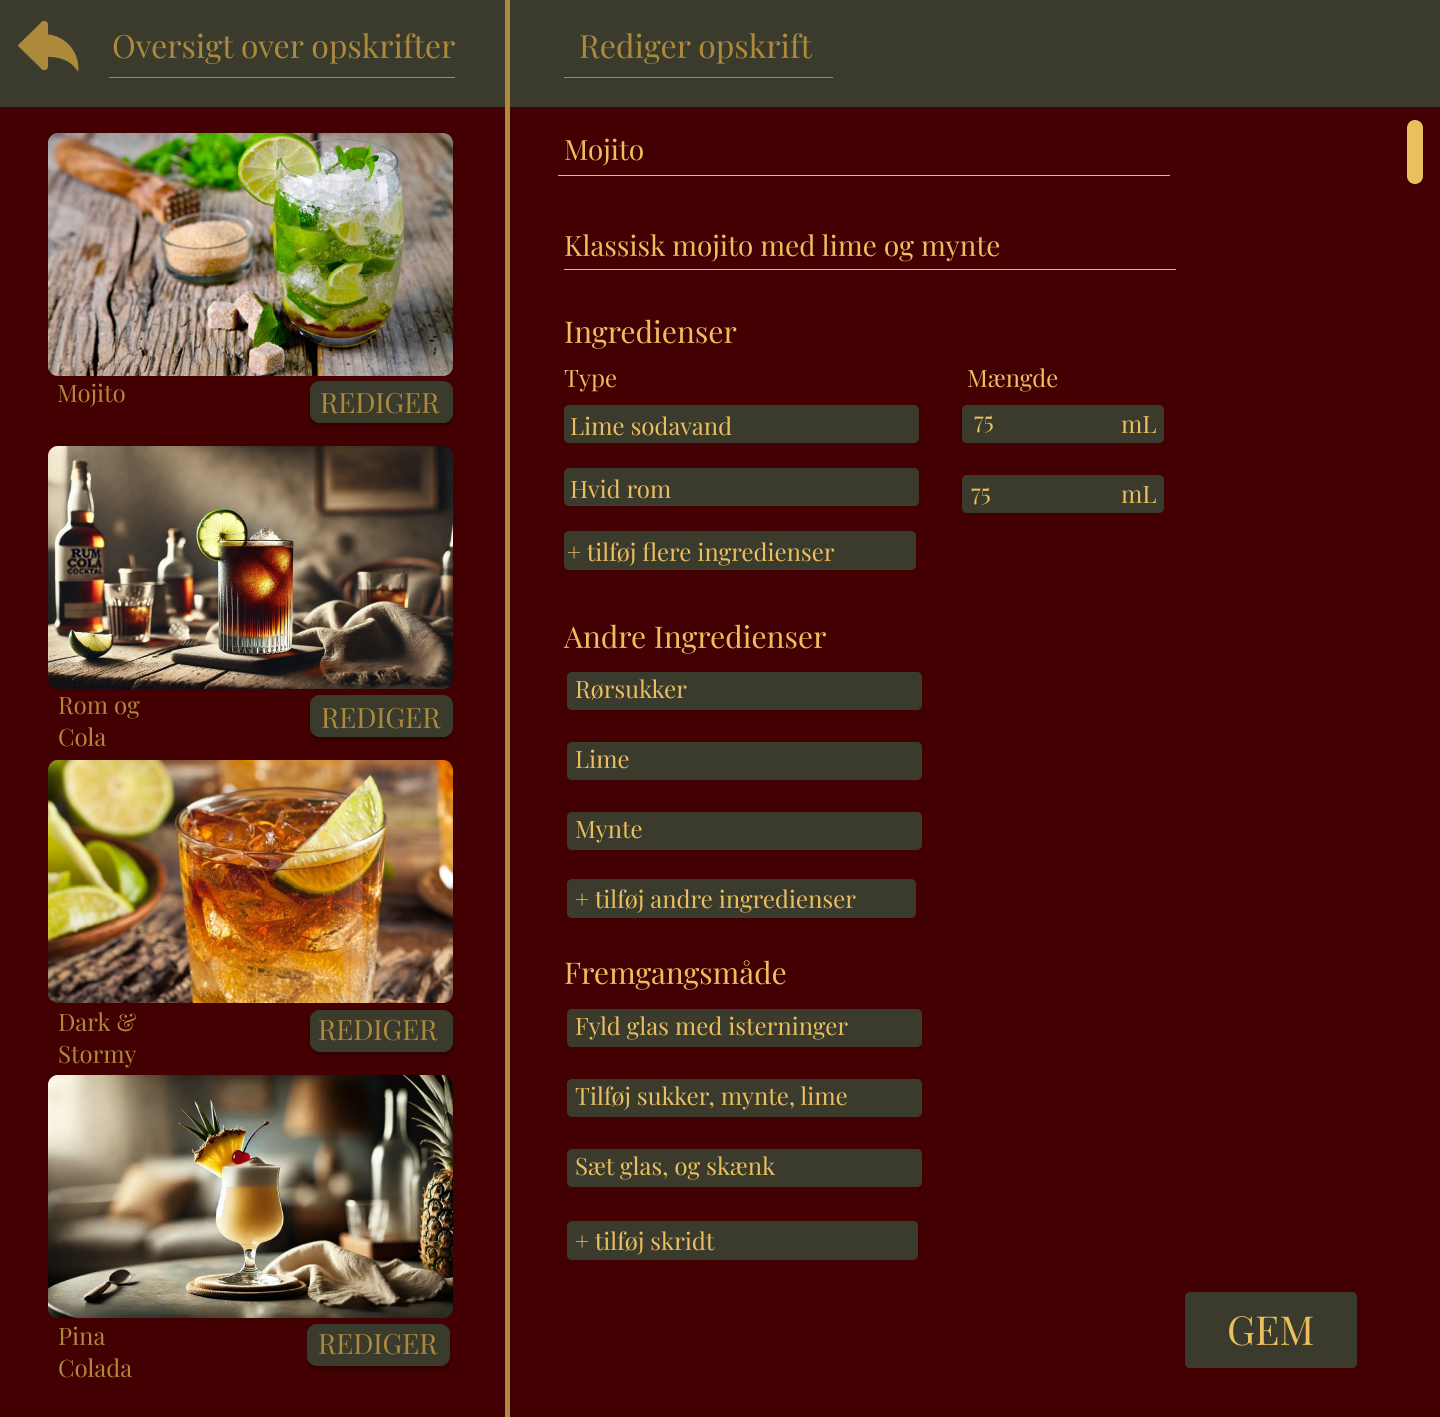 Oversigt over opskrifter
Mojito
REDIGER
RUM
COLA
COCKTAIL
Rom og
Cola
REDIGER
Dark &
Stormy
REDIGER
Pina
Colada
REDIGER
Rediger opskrift
Mojito
Klassisk mojito med lime og mynte
Ingredienser
Type Mængde
Lime sodavand 75 mL
Hvid rom 75 mL
+ tilføj flere ingredienser
Andre Ingredienser
Rørsukker
Lime
Mynte
+ tilføj andre ingredienser
Fremgangsmåde
Fyld glas med isterninger
Tilføj sukker, mynte, lime
Sæt glas, og skænk
+ tilføj skridt
GEM